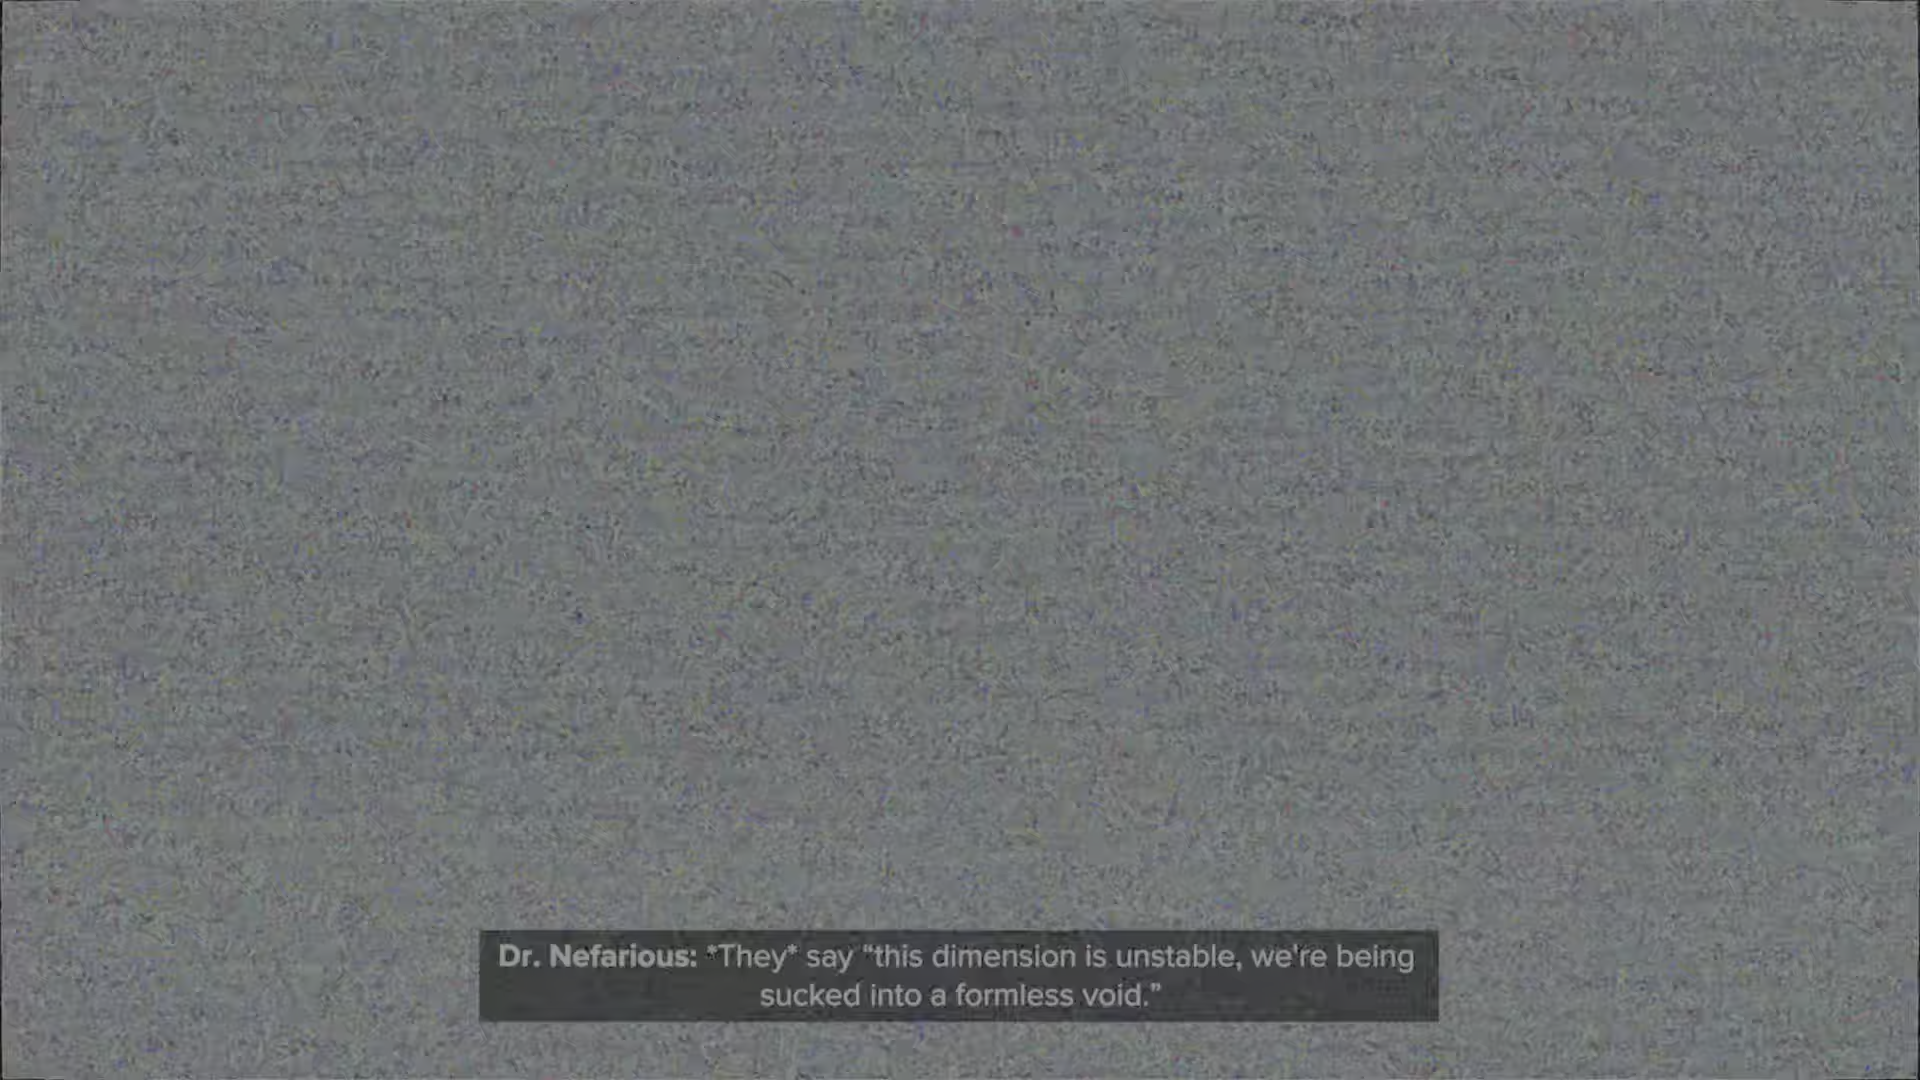 Dr. Nefarious: *They* say “this dimension is unstable, we're being
sucked into a formless void.”